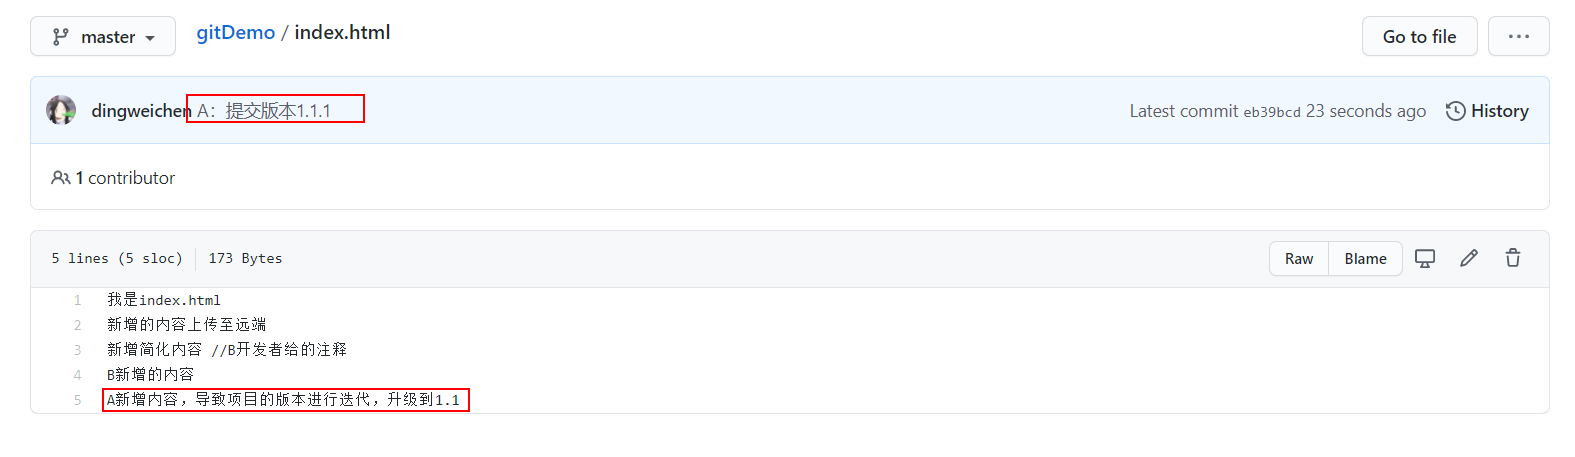 master
gitDemo / index.html
Go to file
···
dingweichen A：提交版本1.1.1
Latest commit eb39bcd 23 seconds ago
History
1 contributor
5 lines (5 sloc)
173 Bytes
Raw
Blame
1 我是index.html
2 新增的内容上传至远端
3 新增简化内容 //B开发者给的注释
4 B新增的内容
5 A新增内容，导致项目的版本进行迭代，升级到1.1